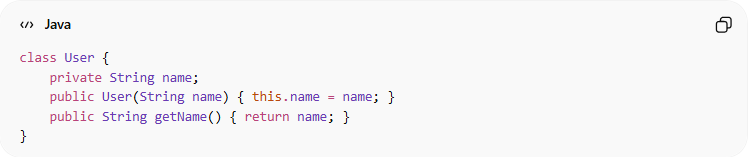 </> Java
class User {
    private String name;
    public User(String name) { this.name = name; }
    public String getName() { return name; }
}